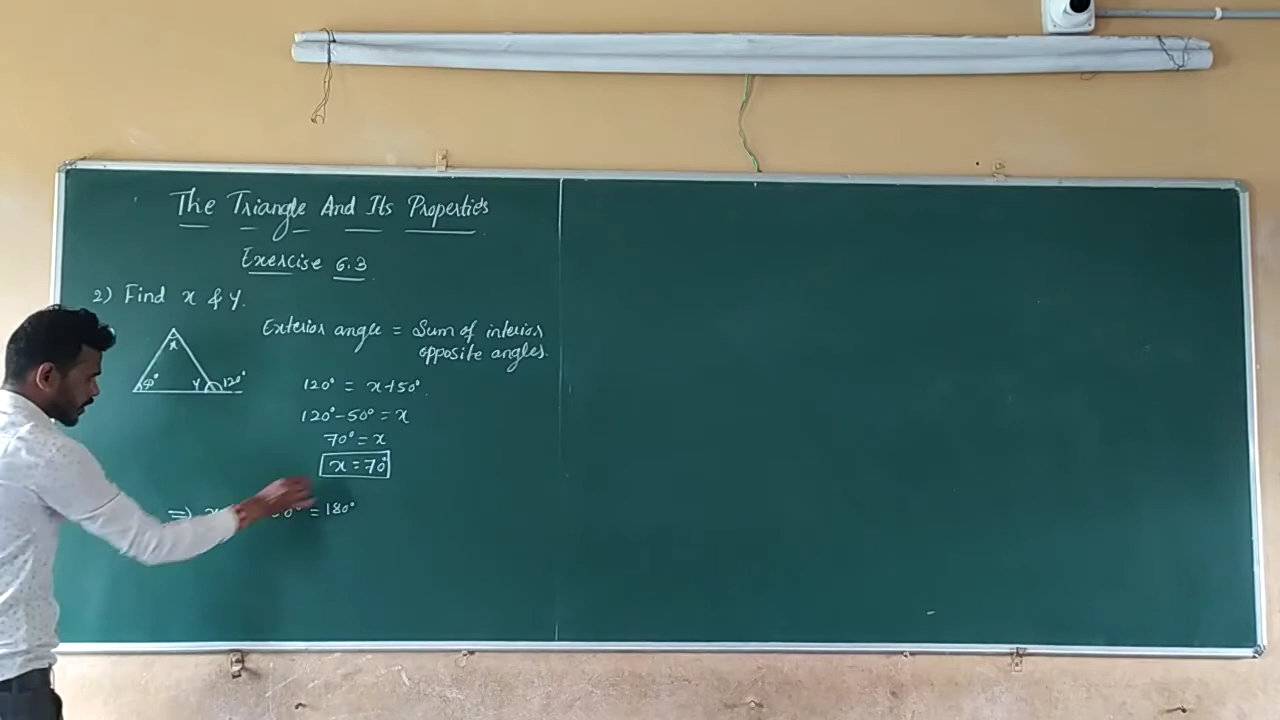 The Triangle And Its Properties
Exercise 6.3
2) Find x & y.
x
y 120°
Exterior angle = Sum of interior
opposite angles.
120° = x+50°
120°-50° = x
70° = x
x = 70°
⇒ = 180°